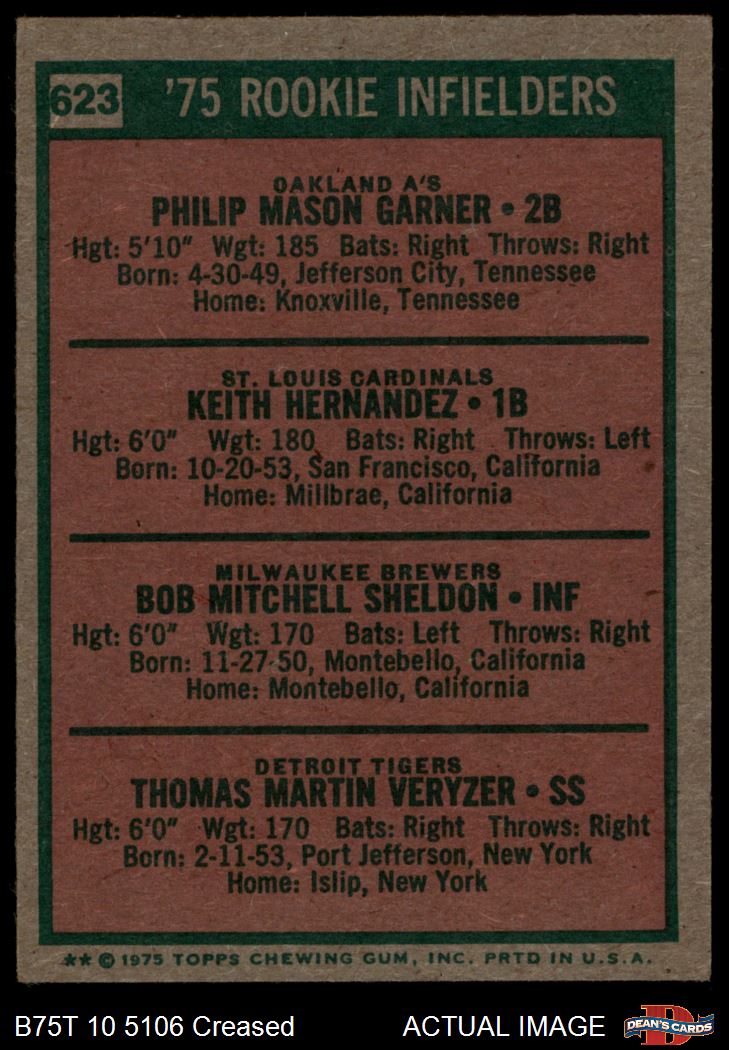 623 '75 ROOKIE INFIELDERS
OAKLAND A'S
PHILIP MASON GARNER • 2B
Hgt: 5'10" Wgt: 185 Bats: Right Throws: Right
Born: 4-30-49, Jefferson City, Tennessee
Home: Knoxville, Tennessee
ST. LOUIS CARDINALS
KEITH HERNANDEZ • 1B
Hgt: 6'0" Wgt: 180 Bats: Right Throws: Left
Born: 10-20-53, San Francisco, California
Home: Millbrae, California
MILWAUKEE BREWERS
BOB MITCHELL SHELDON • INF
Hgt: 6'0" Wgt: 170 Bats: Left Throws: Right
Born: 11-27-50, Montebello, California
Home: Montebello, California
DETROIT TIGERS
THOMAS MARTIN VERYZER • SS
Hgt: 6'0" Wgt: 170 Bats: Right Throws: Right
Born: 2-11-53, Port Jefferson, New York
Home: Islip, New York
** © 1975 TOPPS CHEWING GUM, INC. PRTD IN U.S.A.
B75T 10 5106 Creased ACTUAL IMAGE D DEAN'S CARDS